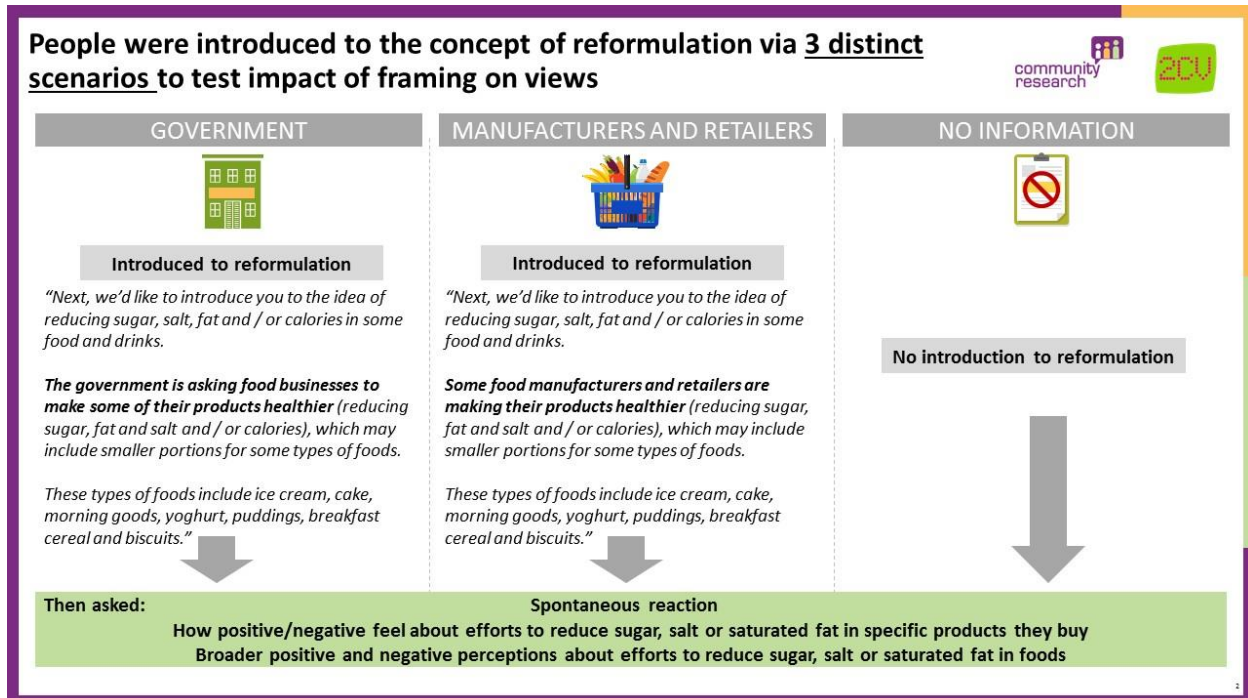 People were introduced to the concept of reformulation via 3 distinct
scenarios to test impact of framing on views
community
research
2CV
GOVERNMENT
Introduced to reformulation
“Next, we’d like to introduce you to the idea of
reducing sugar, salt, fat and / or calories in some
food and drinks.
The government is asking food businesses to
make some of their products healthier (reducing
sugar, fat and salt and / or calories), which may
include smaller portions for some types of foods.
These types of foods include ice cream, cake,
morning goods, yoghurt, puddings, breakfast
cereal and biscuits.”
MANUFACTURERS AND RETAILERS
Introduced to reformulation
“Next, we’d like to introduce you to the idea of
reducing sugar, salt, fat and / or calories in some
food and drinks.
Some food manufacturers and retailers are
making their products healthier (reducing sugar,
fat and salt and / or calories), which may include
smaller portions for some types of foods.
These types of foods include ice cream, cake,
morning goods, yoghurt, puddings, breakfast
cereal and biscuits.”
NO INFORMATION
No introduction to reformulation
Then asked:
Spontaneous reaction
How positive/negative feel about efforts to reduce sugar, salt or saturated fat in specific products they buy
Broader positive and negative perceptions about efforts to reduce sugar, salt or saturated fat in foods